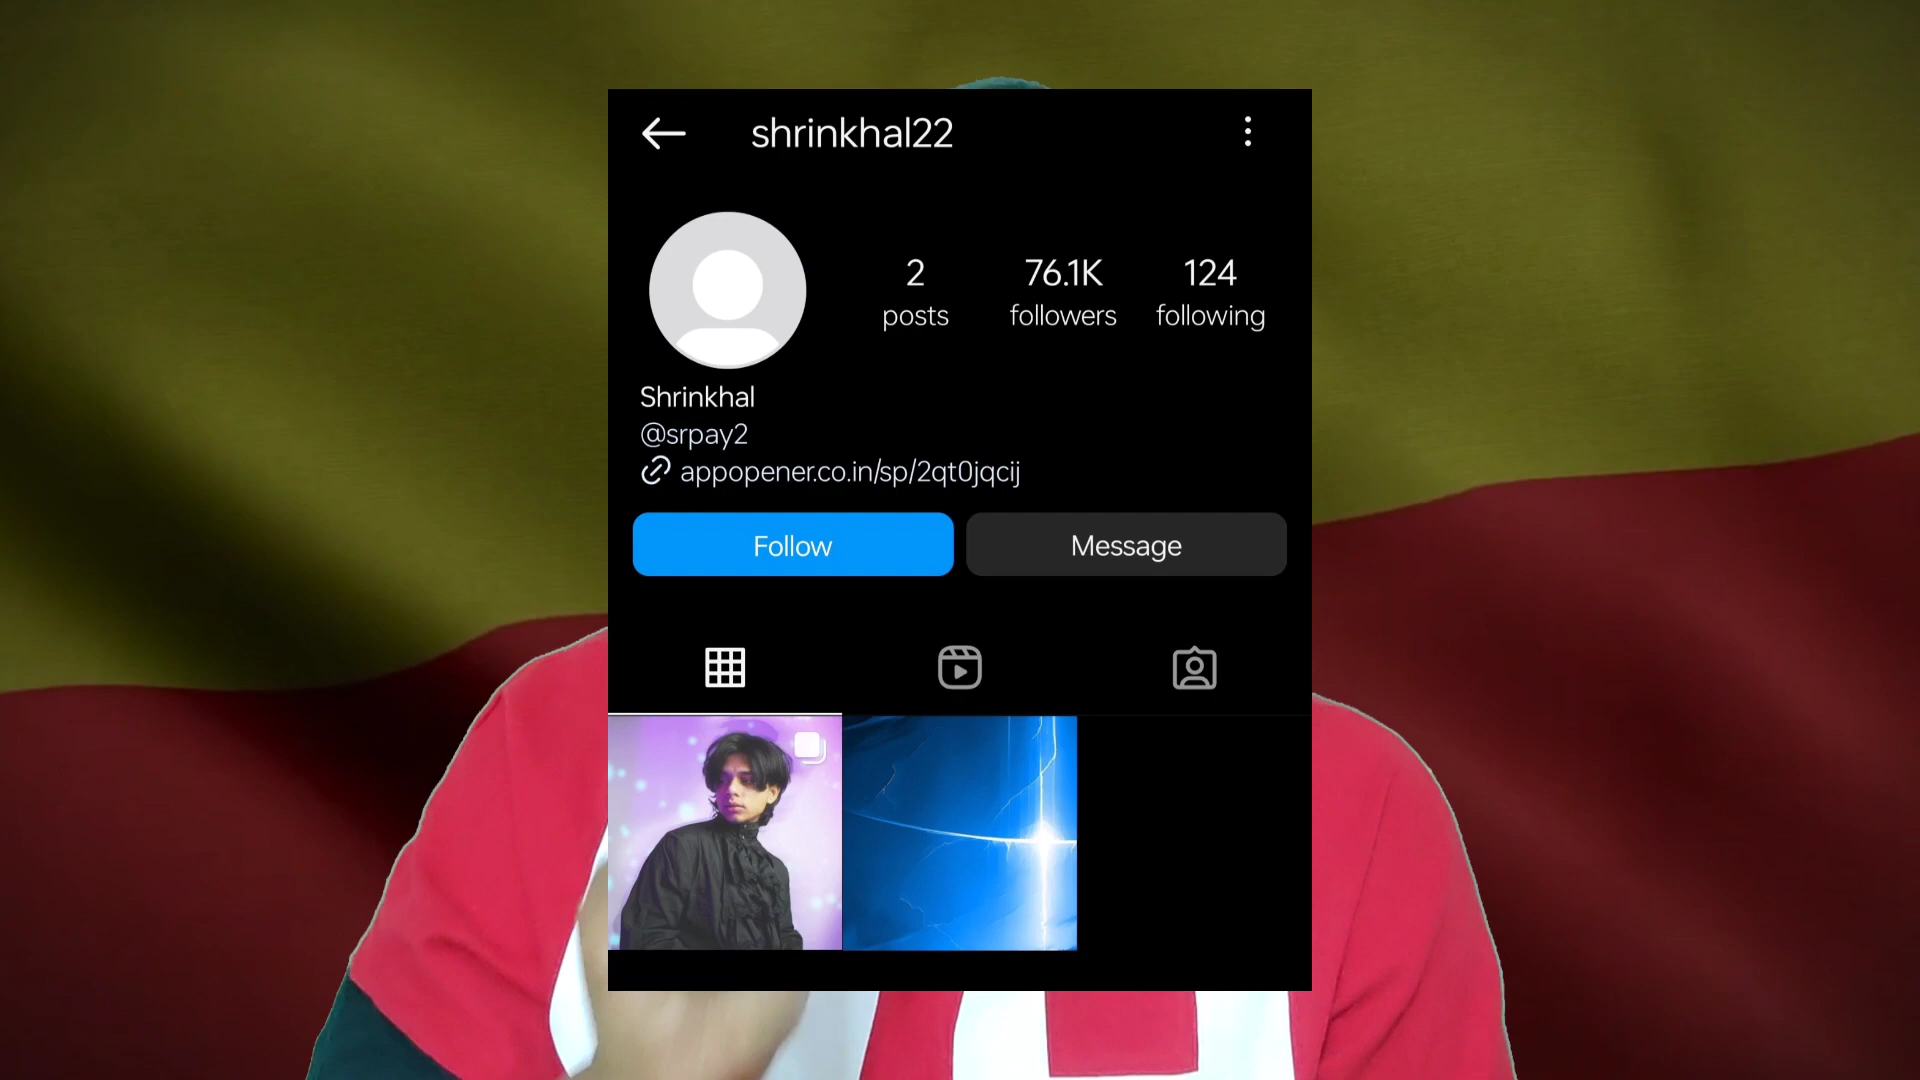 shrinkhal22
2 76.1K 124
posts followers following
Shrinkhal
@srpay2
appopener.co.in/sp/2qt0jqcij
Follow Message